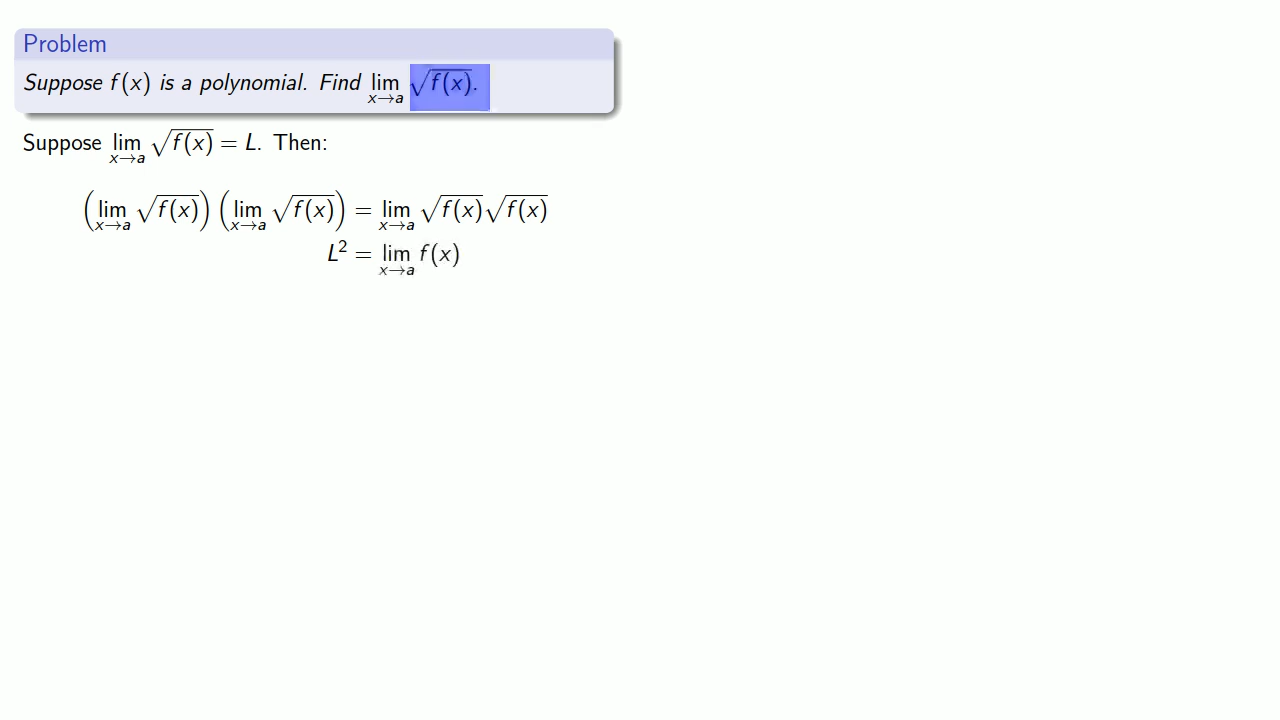 Problem
Suppose f(x) is a polynomial. Find lim_{x→a} √f(x).
Suppose lim_{x→a} √f(x) = L. Then:
(lim_{x→a} √f(x)) (lim_{x→a} √f(x)) = lim_{x→a} √f(x)√f(x)
L² = lim_{x→a} f(x)